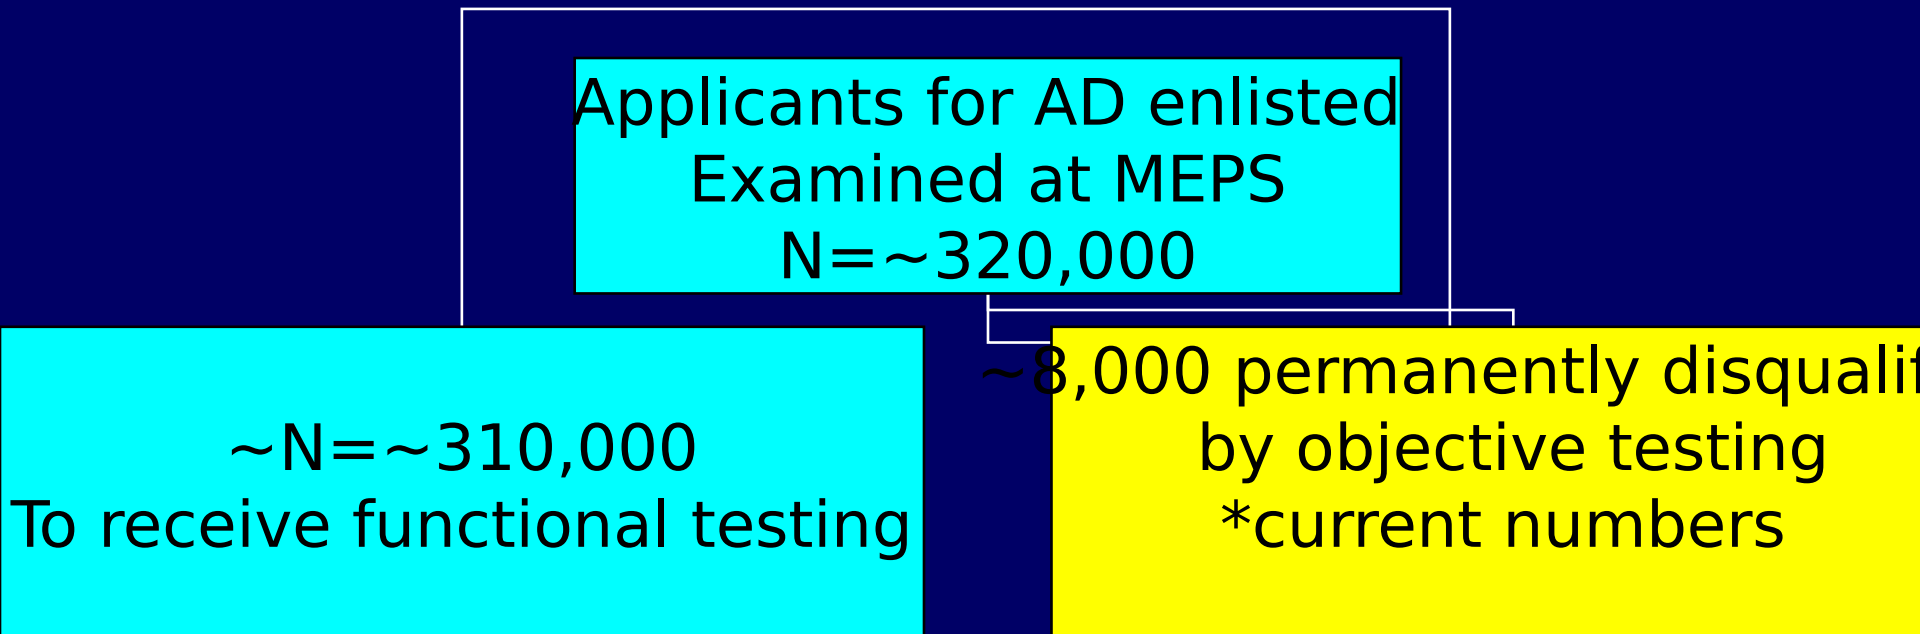 Applicants for AD enlisted
Examined at MEPS
N=~320,000
~N=~310,000
To receive functional testing
~8,000 permanently
by objective testing
*current numbers